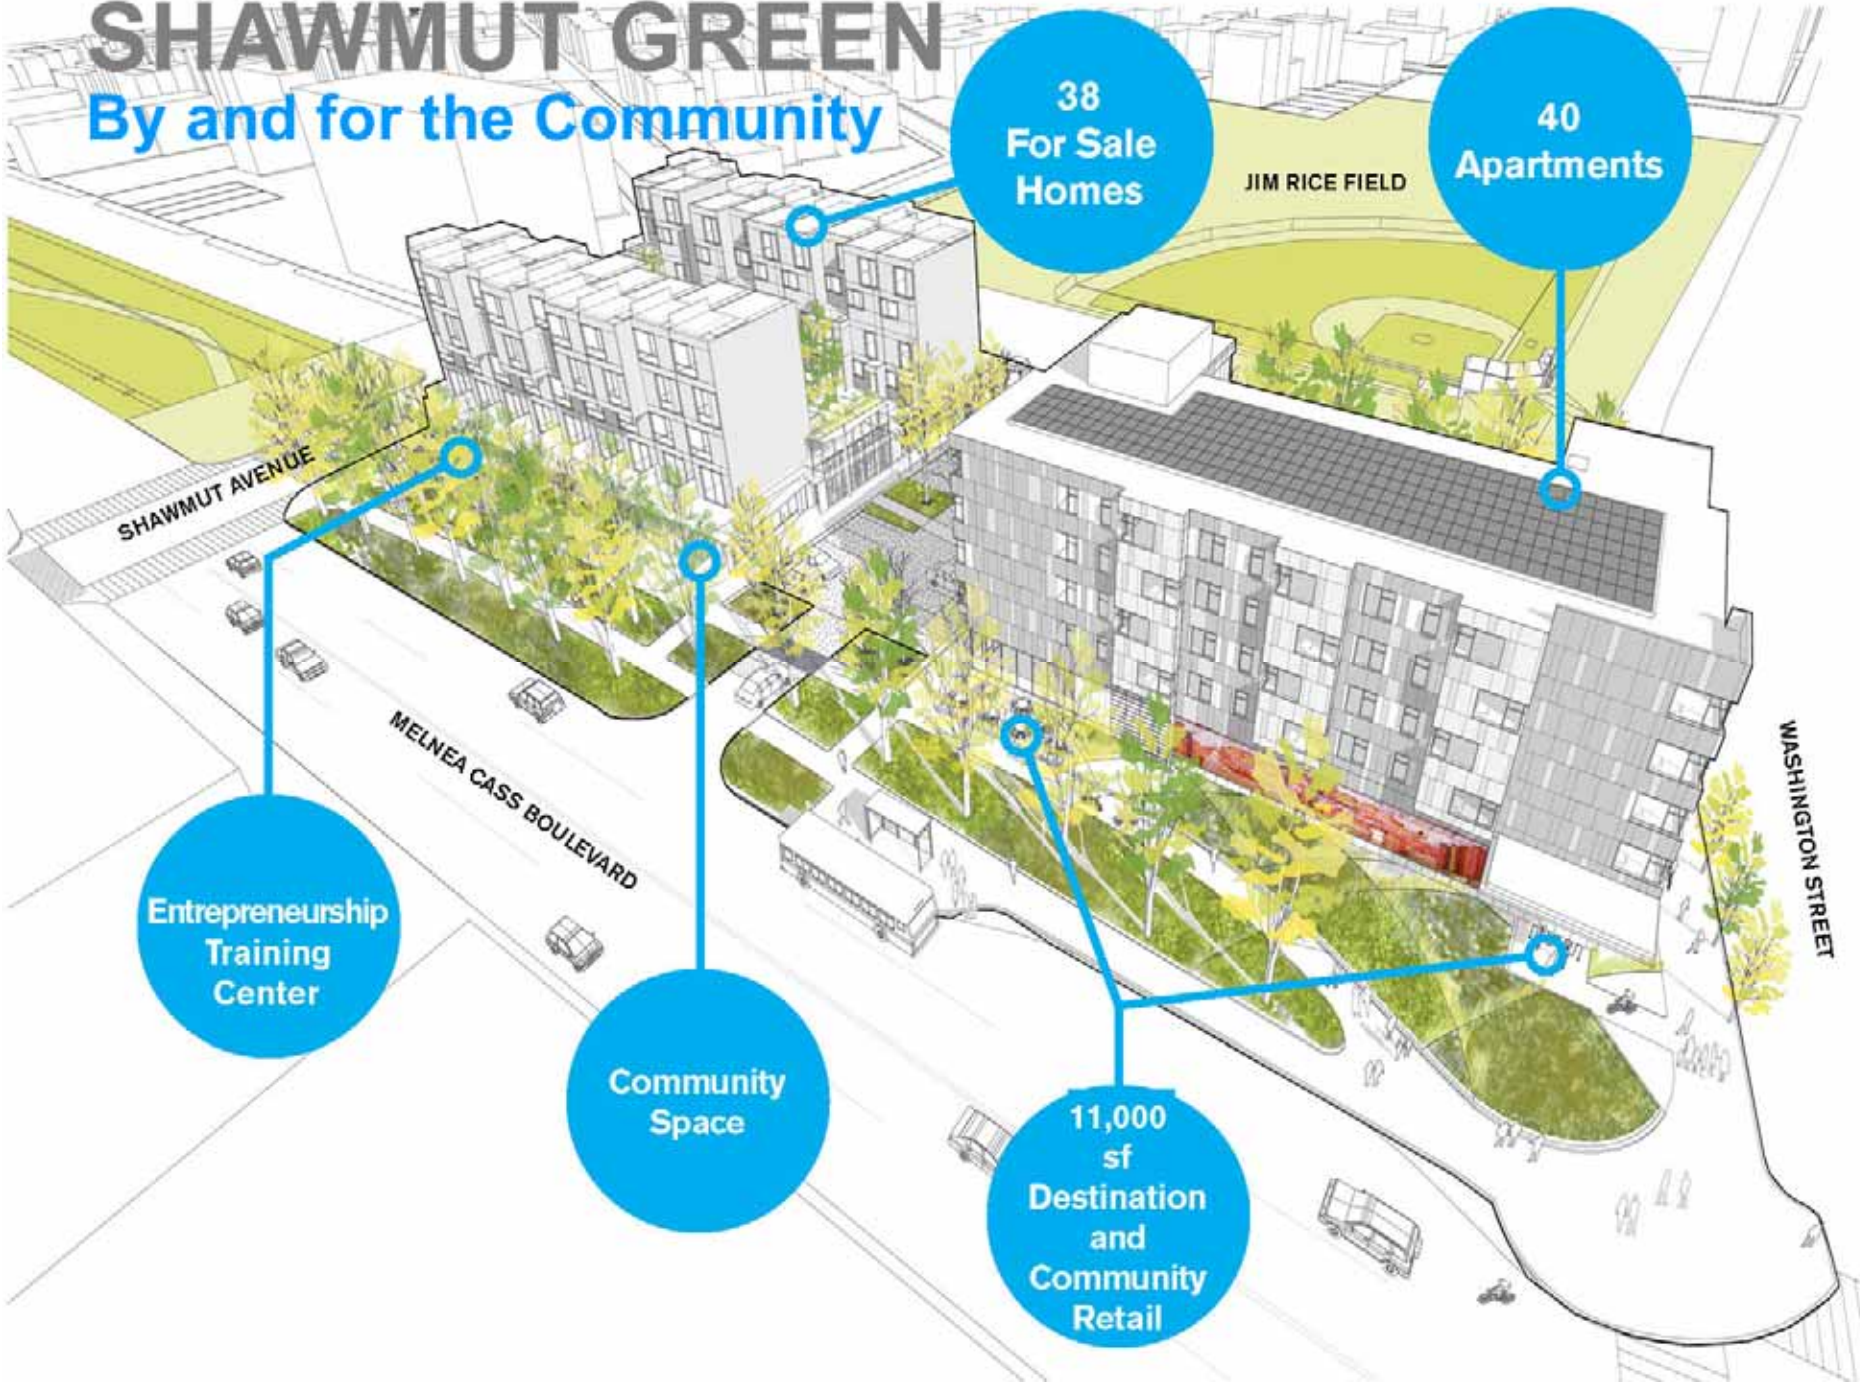 SHAWMUT GREEN
By and for the Community
38
For Sale
Homes
JIM RICE FIELD
40
Apartments
SHAWMUT AVENUE
MELNEA CASS BOULEVARD
WASHINGTON STREET
Entrepreneurship
Training
Center
Community
Space
11,000
sf
Destination
and
Community
Retail